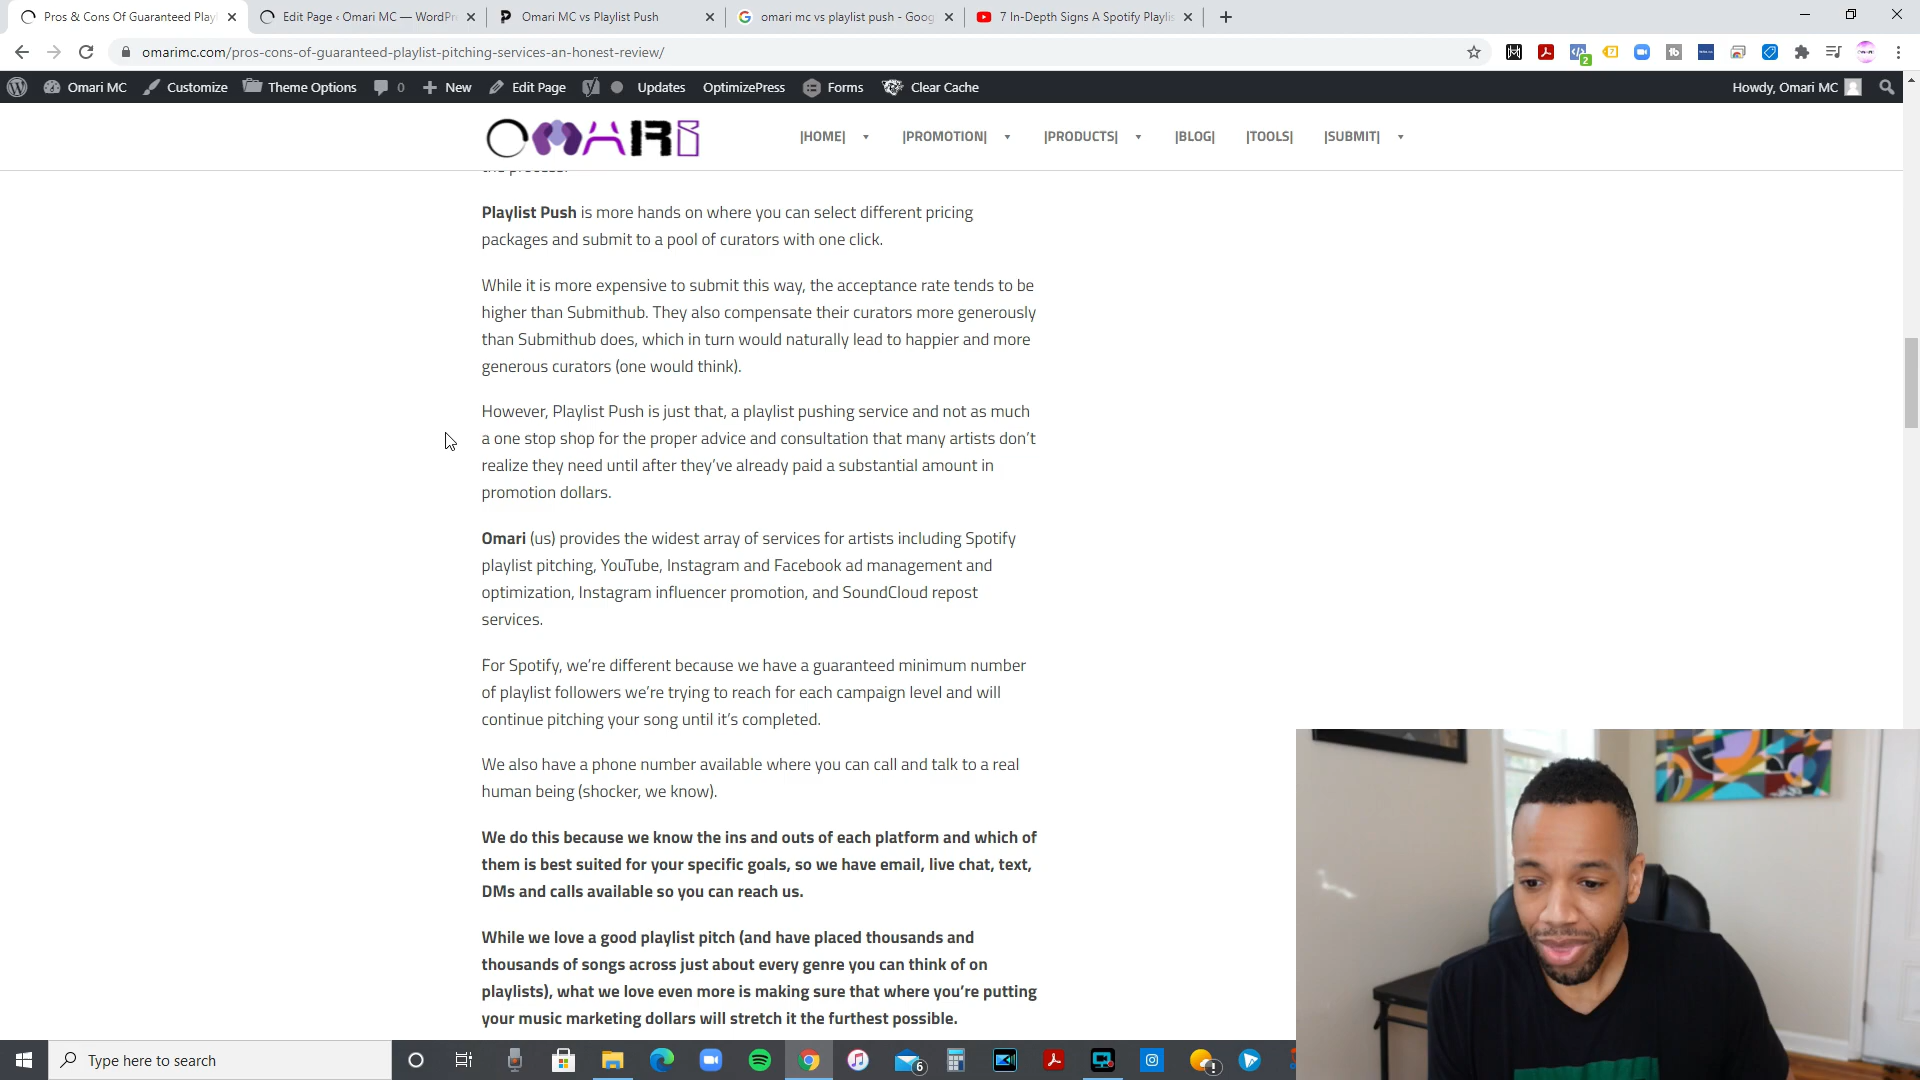 Pros & Cons Of Guaranteed Play
Edit Page ‹ Omari MC — WordPr
Omari MC vs Playlist Push
omari mc vs playlist push - Goog
7 In-Depth Signs A Spotify Playlis
omarimc.com/pros-cons-of-guaranteed-playlist-pitching-services-an-honest-review/
Omari MC
Customize
Theme Options
0
New
Edit Page
Updates
OptimizePress
Forms
Clear Cache
Howdy, Omari MC
OMARI
|HOME|
|PROMOTION|
|PRODUCTS|
|BLOG|
|TOOLS|
|SUBMIT|
Playlist Push is more hands on where you can select different pricing
packages and submit to a pool of curators with one click.
While it is more expensive to submit this way, the acceptance rate tends to be
higher than Submithub. They also compensate their curators more generously
than Submithub does, which in turn would naturally lead to happier and more
generous curators (one would think).
However, Playlist Push is just that, a playlist pushing service and not as much
a one stop shop for the proper advice and consultation that many artists don’t
realize they need until after they’ve already paid a substantial amount in
promotion dollars.
Omari (us) provides the widest array of services for artists including Spotify
playlist pitching, YouTube, Instagram and Facebook ad management and
optimization, Instagram influencer promotion, and SoundCloud repost
services.
For Spotify, we’re different because we have a guaranteed minimum number
of playlist followers we’re trying to reach for each campaign level and will
continue pitching your song until it’s completed.
We also have a phone number available where you can call and talk to a real
human being (shocker, we know).
We do this because we know the ins and outs of each platform and which of
them is best suited for your specific goals, so we have email, live chat, text,
DMs and calls available so you can reach us.
While we love a good playlist pitch (and have placed thousands and
thousands of songs across just about every genre you can think of on
playlists), what we love even more is making sure that where you’re putting
your music marketing dollars will stretch it the furthest possible.
Type here to search
6